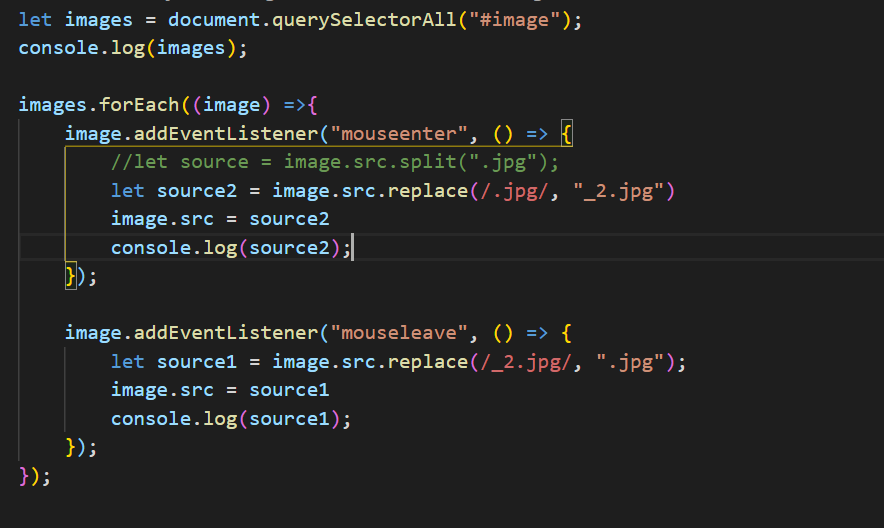 let images = document.querySelectorAll("#image");
console.log(images);

images.forEach((image) =>{
    image.addEventListener("mouseenter", () => {
        //let source = image.src.split(".jpg");
        let source2 = image.src.replace(/.jpg/, "_2.jpg")
        image.src = source2
        console.log(source2);
    });

    image.addEventListener("mouseleave", () => {
        let source1 = image.src.replace(/_2.jpg/, ".jpg");
        image.src = source1
        console.log(source1);
    });
});